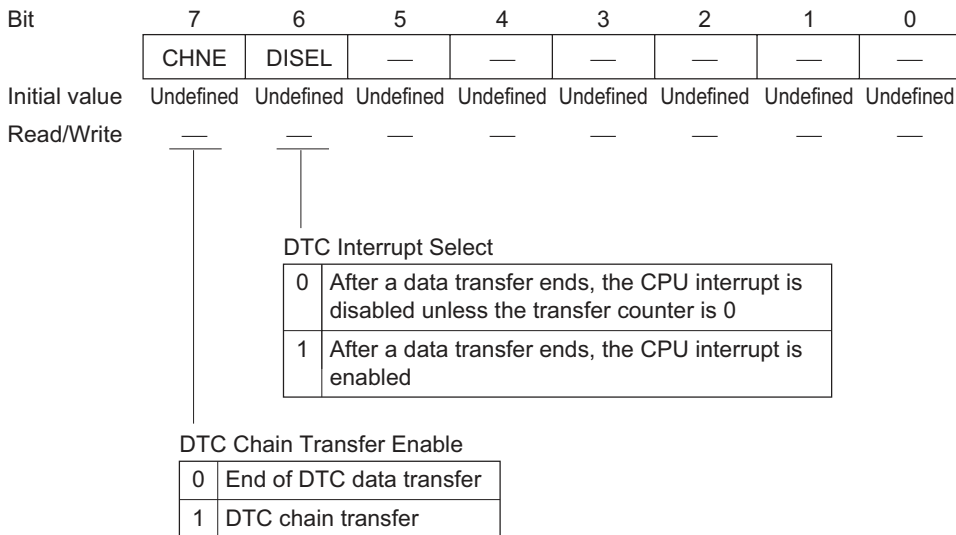 Bit 7 6 5 4 3 2 1 0
CHNE DISEL — — — — — —
Initial value Undefined Undefined Undefined Undefined Undefined Undefined Undefined Undefined
Read/Write — — — — — — — —
DTC Interrupt Select
0 After a data transfer ends, the CPU interrupt is
disabled unless the transfer counter is 0
1 After a data transfer ends, the CPU interrupt is
enabled
DTC Chain Transfer Enable
0 End of DTC data transfer
1 DTC chain transfer